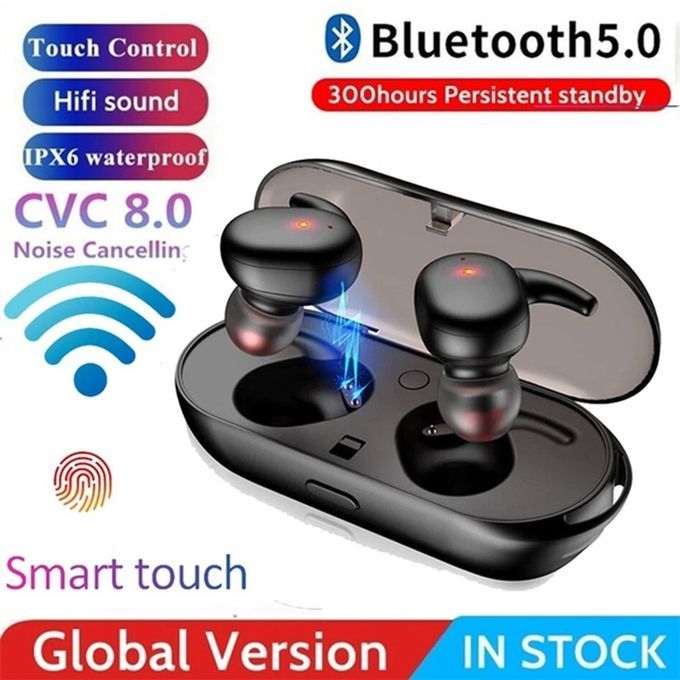 Touch Control
Hifi sound
IPX6 waterproof
CVC 8.0
Noise Cancelling
Bluetooth5.0
300hours Persistent standby
Smart touch
Global Version
IN STOCK